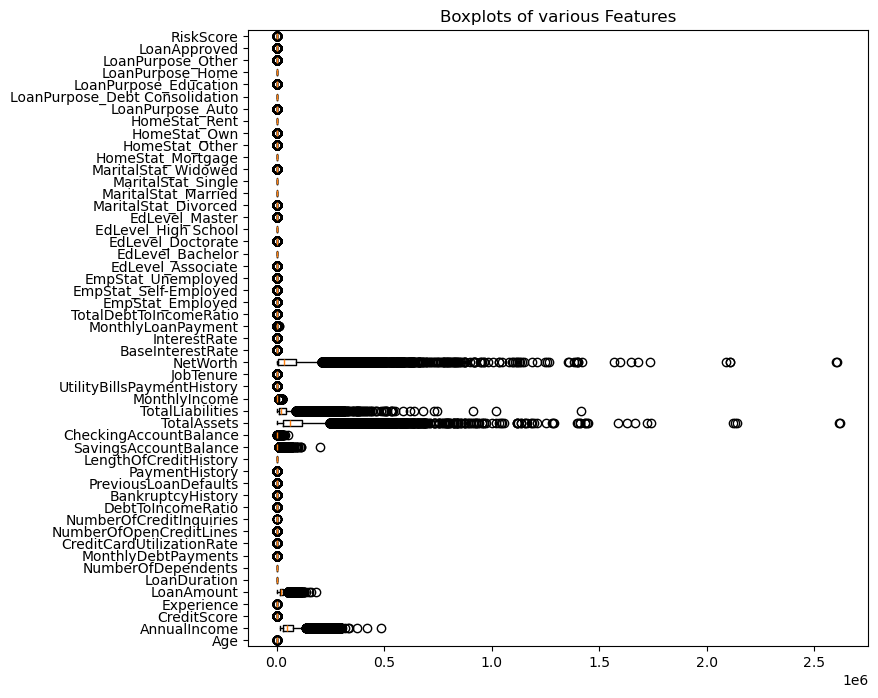 Boxplots of various Features
RiskScore
LoanApproved
LoanPurpose_Other
LoanPurpose_Home
LoanPurpose_Education
LoanPurpose_Debt Consolidation
LoanPurpose_Auto
HomeStat_Rent
HomeStat_Own
HomeStat_Other
HomeStat_Mortgage
MaritalStat_Widowed
MaritalStat_Single
MaritalStat_Married
MaritalStat_Divorced
EdLevel_Master
EdLevel_High School
EdLevel_Doctorate
EdLevel_Bachelor
EdLevel_Associate
EmpStat_Unemployed
EmpStat_Self-Employed
EmpStat_Employed
TotalDebtToIncomeRatio
MonthlyLoanPayment
InterestRate
BaseInterestRate
NetWorth
JobTenure
UtilityBillsPaymentHistory
MonthlyIncome
TotalLiabilities
TotalAssets
CheckingAccountBalance
SavingsAccountBalance
LengthOfCreditHistory
PaymentHistory
PreviousLoanDefaults
BankruptcyHistory
DebtToIncomeRatio
NumberOfCreditInquiries
NumberOfOpenCreditLines
CreditCardUtilizationRate
MonthlyDebtPayments
NumberOfDependents
LoanDuration
LoanAmount
Experience
CreditScore
AnnualIncome
Age
0.0 0.5 1.0 1.5 2.0 2.5
1e6